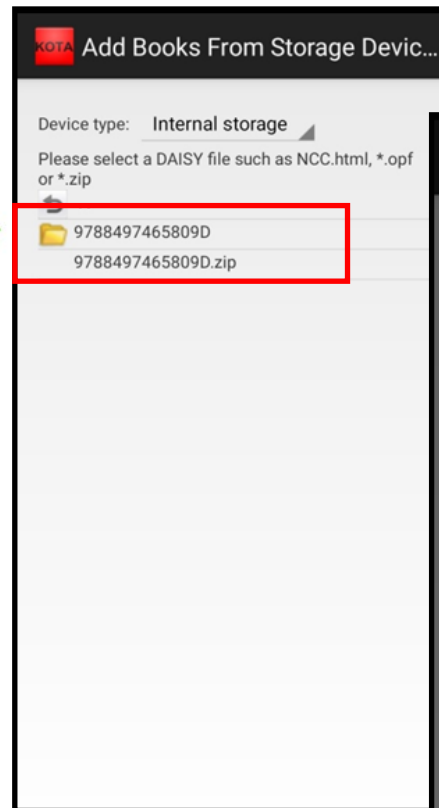 KOTA Add Books From Storage Devic...
Device type: Internal storage
Please select a DAISY file such as NCC.html, *.opf
or *.zip
9788497465809D
9788497465809D.zip